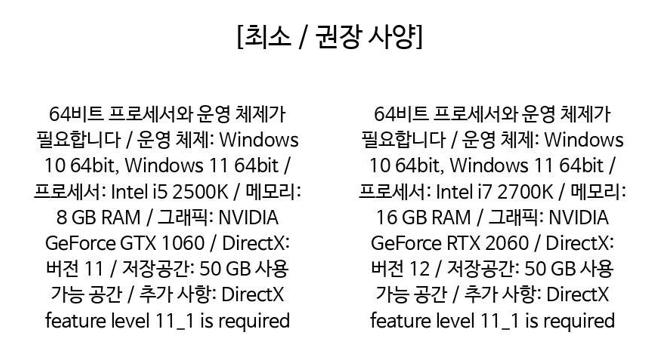 [최소 / 권장 사양]
64비트 프로세서와 운영 체제가
필요합니다 / 운영 체제: Windows
10 64bit, Windows 11 64bit /
프로세서: Intel i5 2500K / 메모리:
8 GB RAM / 그래픽: NVIDIA
GeForce GTX 1060 / DirectX:
버전 11 / 저장공간: 50 GB 사용
가능 공간 / 추가 사항: DirectX
feature level 11_1 is required
64비트 프로세서와 운영 체제가
필요합니다 / 운영 체제: Windows
10 64bit, Windows 11 64bit /
프로세서: Intel i7 2700K / 메모리:
16 GB RAM / 그래픽: NVIDIA
GeForce RTX 2060 / DirectX:
버전 12 / 저장공간: 50 GB 사용
가능 공간 / 추가 사항: DirectX
feature level 11_1 is required